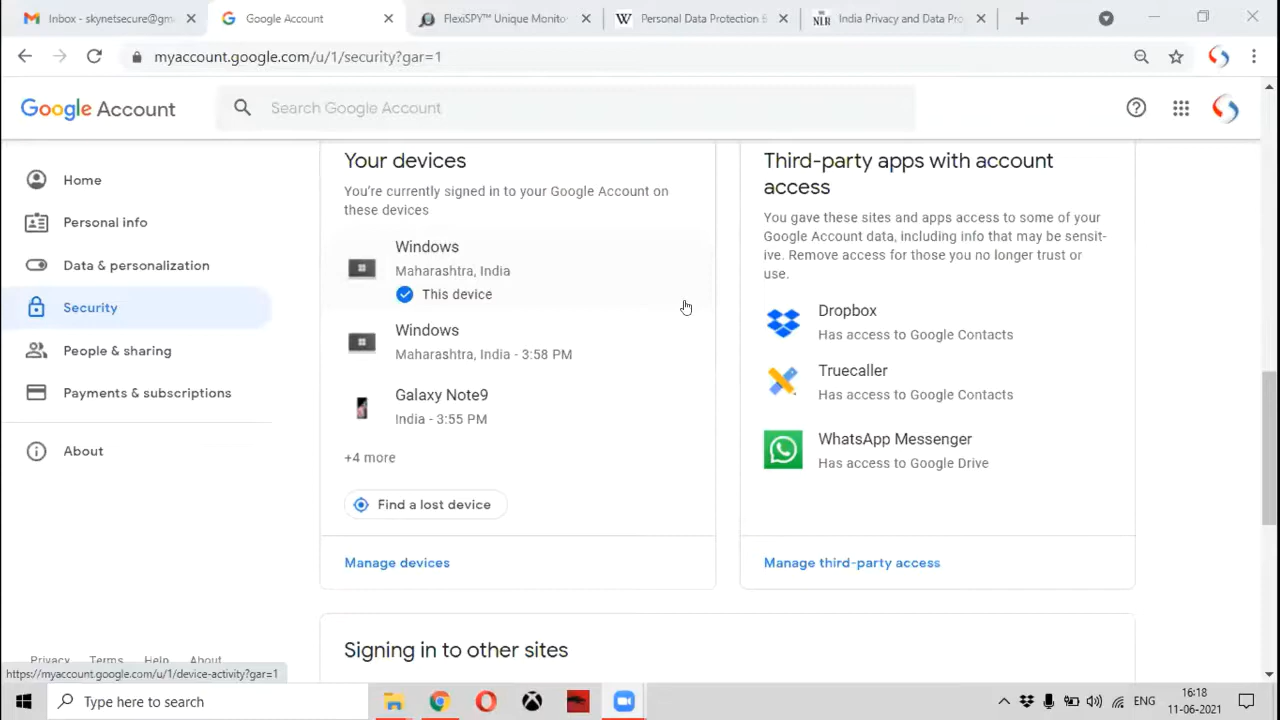 Inbox - skynetsecure@gm
Google Account
FlexiSPY™ Unique Monito
Personal Data Protection B
India Privacy and Data Pro
myaccount.google.com/u/1/security?gar=1
Google Account
Search Google Account
Home
Personal info
Data & personalization
Security
People & sharing
Payments & subscriptions
About
Your devices
You're currently signed in to your Google Account on
these devices
Windows
Maharashtra, India
This device
Windows
Maharashtra, India - 3:58 PM
Galaxy Note9
India - 3:55 PM
+4 more
Find a lost device
Manage devices
Third-party apps with account
access
You gave these sites and apps access to some of your
Google Account data, including info that may be sensit-
ive. Remove access for those you no longer trust or
use.
Dropbox
Has access to Google Contacts
Truecaller
Has access to Google Contacts
WhatsApp Messenger
Has access to Google Drive
Manage third-party access
Signing in to other sites
Privacy Terms Help About
https://myaccount.google.com/u/1/device-activity?gar=1
Type here to search
ENG
16:18
11-06-2021